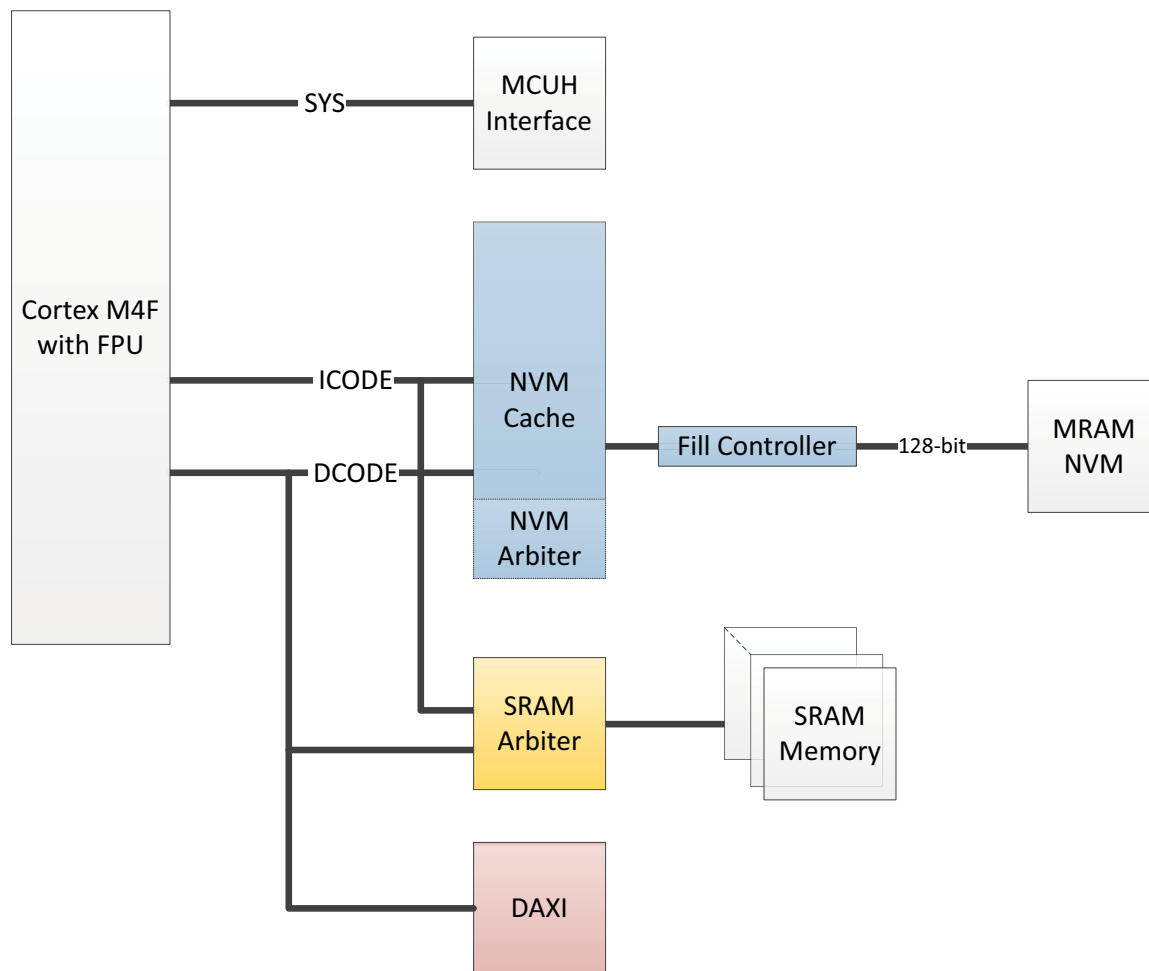 MCUH
Interface
SYS
Cortex M4F
with FPU
ICODE
NVM
Cache
Fill Controller
128-bit
MRAM
NVM
DCODE
NVM
Arbiter
SRAM
Arbiter
SRAM
Memory
DAXI